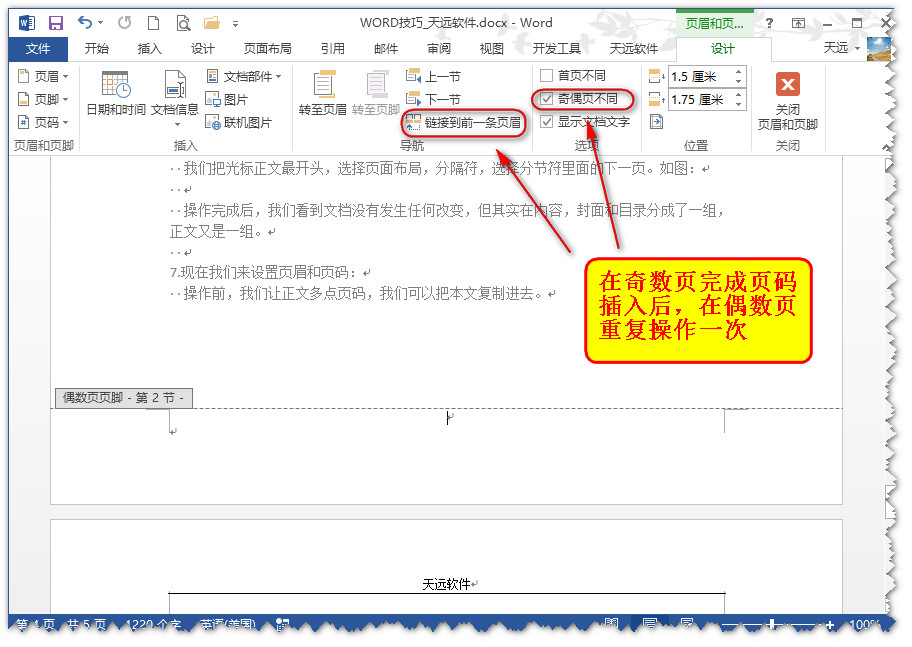 WORD技巧_天远软件.docx - Word
页眉和页...
文件 开始 插入 设计 页面布局 引用 邮件 审阅 视图 开发工具 天远软件 设计 天远
页眉 日期和时间 文档信息 文档部件 转至页眉 转至页脚 上一节 首页不同 1.5 厘米 关闭
页脚 图片 下一节 奇偶页不同 1.75 厘米 页眉和页脚
页码 联机图片 链接到前一条页眉 显示文档文字
页眉和页脚 插入 导航 选项 位置 关闭
我们把光标正文最开头，选择页面布局，分隔符，选择分节符里面的下一页。如图：
操作完成后，我们看到文档没有发生任何改变，但其实在内容，封面和目录分成了一组，
正文又是一组。
7.现在我们来设置页眉和页码：
操作前，我们让正文多点页码，我们可以把本文复制进去。
在奇数页完成页码
插入后，在偶数页
重复操作一次
偶数页页脚 - 第 2 节 -
天远软件
第 4 页 共 5 页 1220 个字 英语(美国) 100%